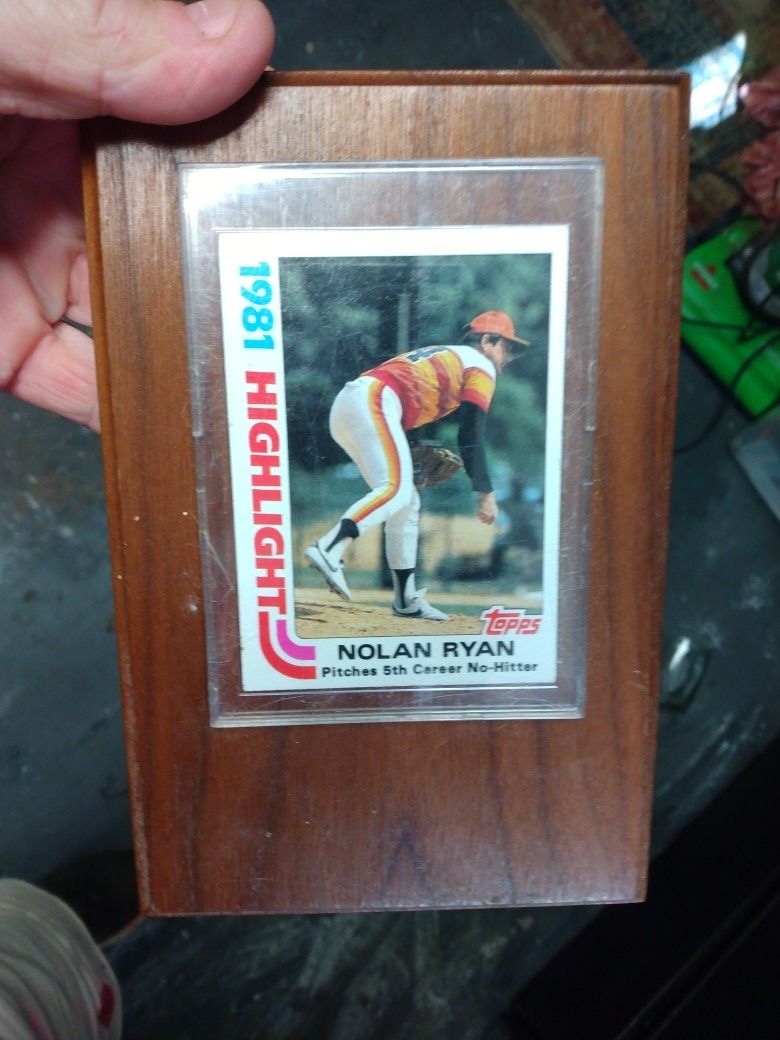 1981 HIGHLIGHT
topps
NOLAN RYAN
Pitches 5th Career No-Hitter